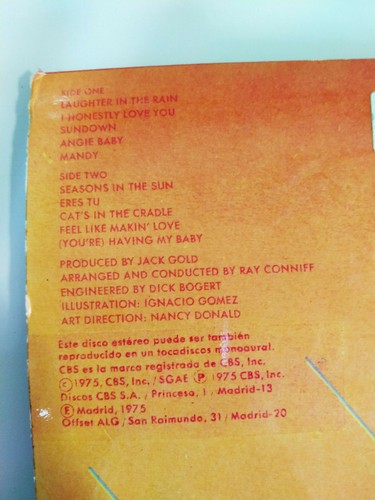 SIDE ONE
LAUGHTER IN THE RAIN
I HONESTLY LOVE YOU
SUNDOWN
ANGIE BABY
MANDY
SIDE TWO
SEASONS IN THE SUN
ERES TU
CAT'S IN THE CRADLE
FEEL LIKE MAKIN' LOVE
(YOU'RE) HAVING MY BABY
PRODUCED BY JACK GOLD
ARRANGED AND CONDUCTED BY RAY CONNIFF
ENGINEERED BY DICK BOGERT
ILLUSTRATION: IGNACIO GOMEZ
ART DIRECTION: NANCY DONALD
Este disco estéreo puede ser también
reproducido en un tocadiscos monoaural.
CBS es la marca registrada de CBS, Inc.
Ⓒ 1975, CBS, Inc. / SGAE Ⓟ 1975 CBS, Inc.
Discos CBS S.A. / Princesa, 1 / Madrid-13
Ⓔ Madrid, 1975
Offset ALG / San Raimundo, 31 / Madrid-20